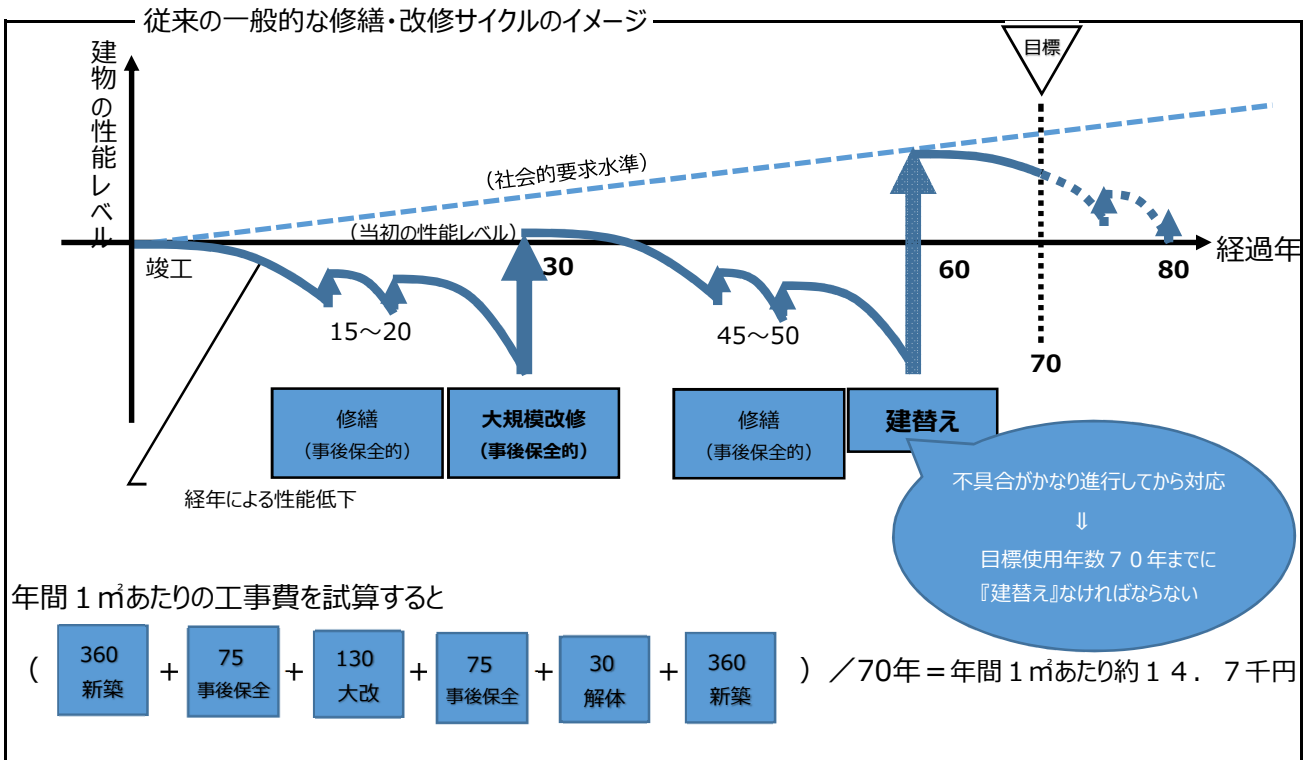 従来の一般的な修繕・改修サイクルのイメージ
建物の性能レベル
目標
（社会的要求水準）
（当初の性能レベル）
竣工
30
60
80
経過年
15～20
45～50
70
修繕
（事後保全的）
大規模改修
（事後保全的）
修繕
（事後保全的）
建替え
経年による性能低下
不具合がかなり進行してから対応
⇓
目標使用年数７０年までに
『建替え』なければならない
年間１㎡あたりの工事費を試算すると
（ 360 新築 ＋ 75 事後保全 ＋ 130 大改 ＋ 75 事後保全 ＋ 30 解体 ＋ 360 新築 ）／70年＝年間１㎡あたり約１４．７千円